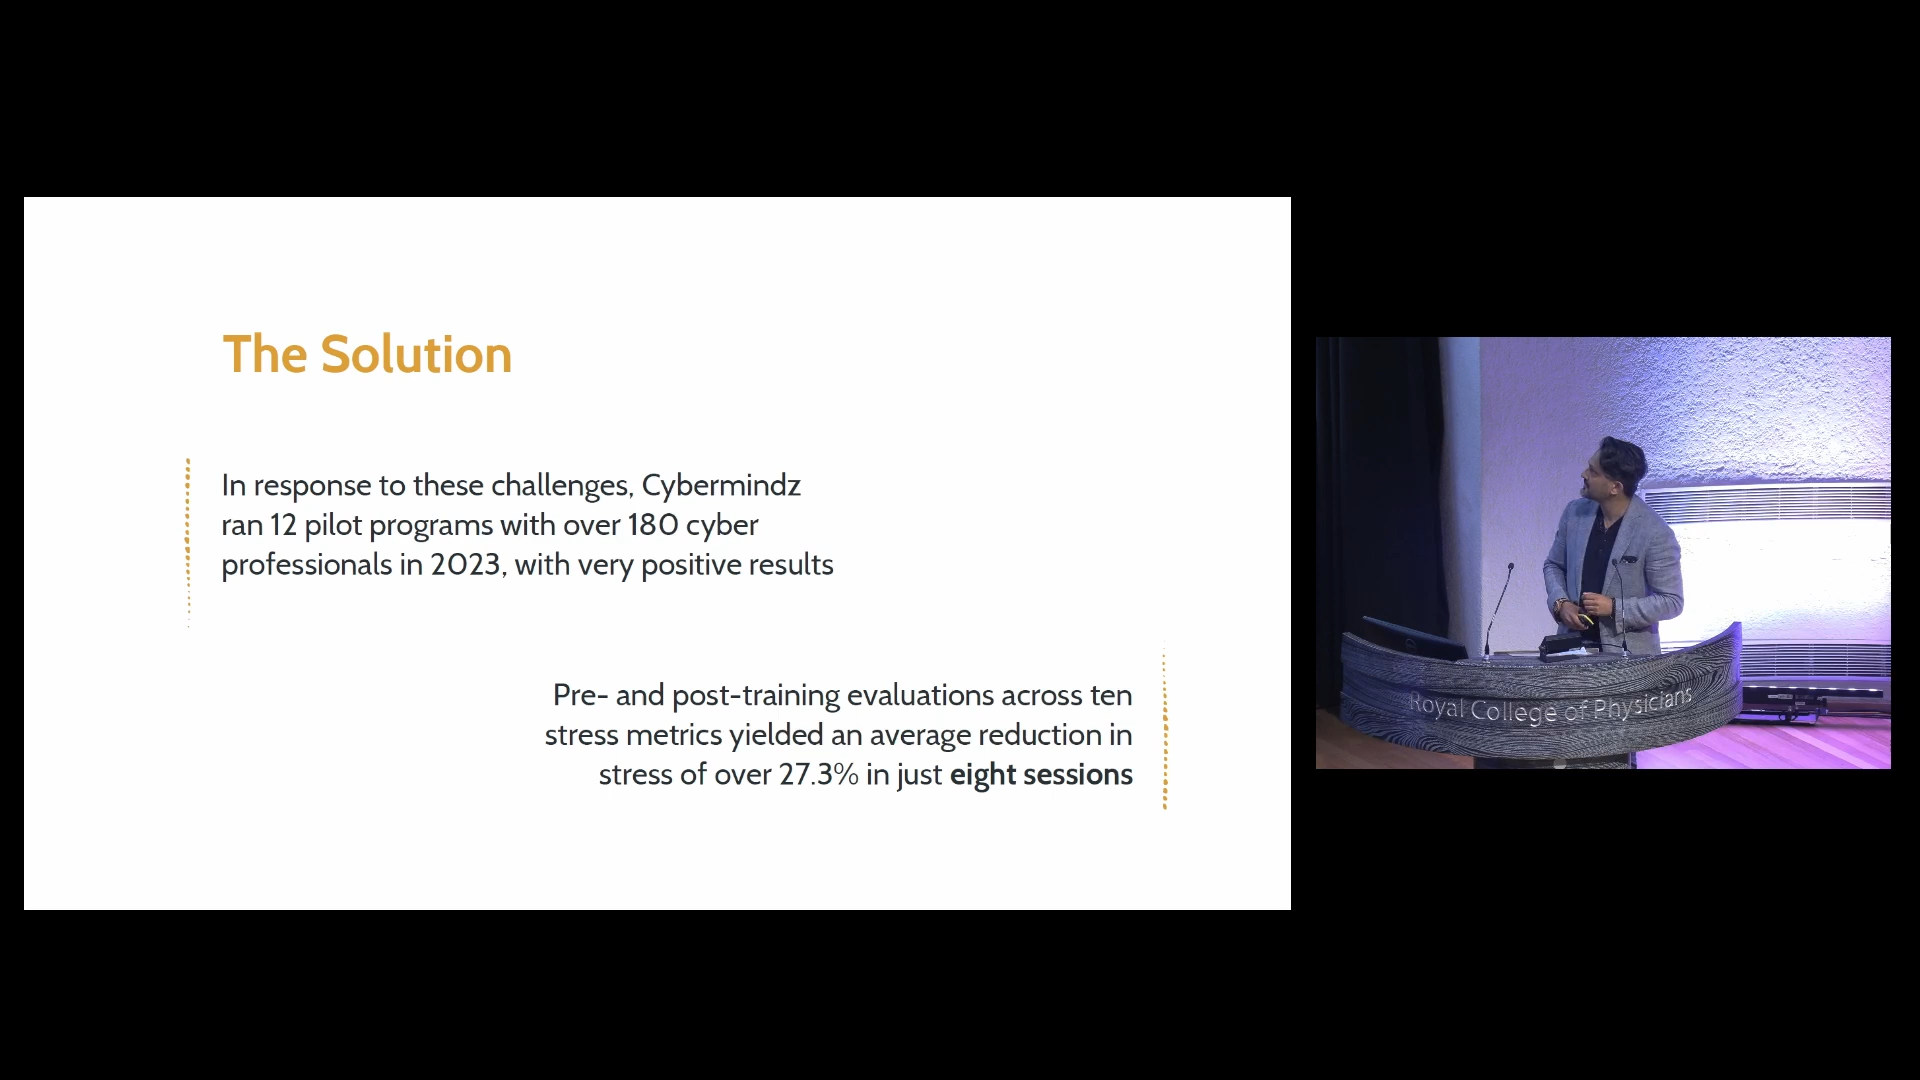 The Solution
In response to these challenges, Cybermindz
ran 12 pilot programs with over 180 cyber
professionals in 2023, with very positive results
Pre- and post-training evaluations across ten
stress metrics yielded an average reduction in
stress of over 27.3% in just eight sessions
Royal College of Physicians